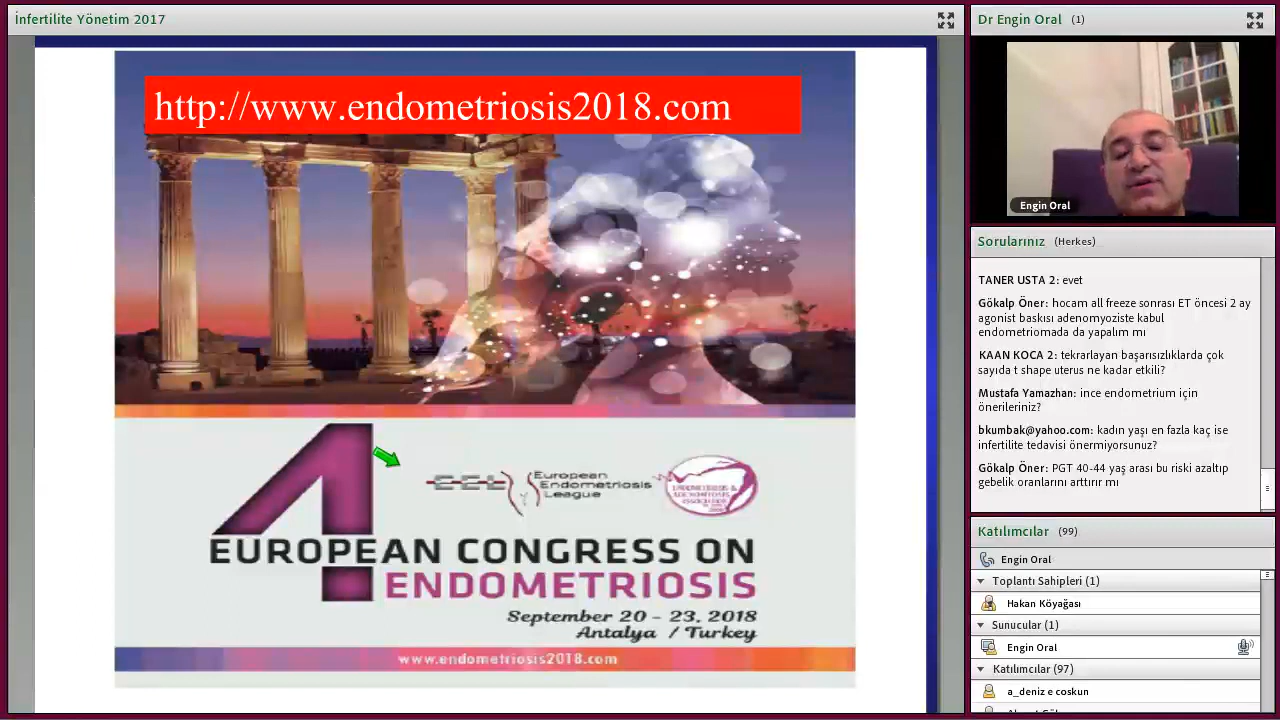 İnfertilite Yönetim 2017
http://www.endometriosis2018.com
4
EEL
European
Endometriosis
League
EUROPEAN CONGRESS ON
ENDOMETRIOSIS
September 20 - 23, 2018
Antalya / Turkey
www.endometriosis2018.com
Dr Engin Oral (1)
Engin Oral
Sorularınız (Herkes)
TANER USTA 2: evet
Gökalp Öner: hocam all freeze sonrası ET öncesi 2 ay
agonist baskısı adenomyoziste kabul
endometriomada da yapalım mı
KAAN KOCA 2: tekrarlayan başarısızlıklarda çok
sayıda t shape uterus ne kadar etkili?
Mustafa Yamazhan: ince endometrium için
önerileriniz?
bkumbak@yahoo.com: kadın yaşı en fazla kaç ise
infertilite tedavisi önermiyorsunuz?
Gökalp Öner: PGT 40-44 yaş arası bu riski azaltıp
gebelik oranlarını arttırır mı
Katılımcılar (99)
Engin Oral
Toplantı Sahipleri (1)
Hakan Köyağası
Sunucular (1)
Engin Oral
Katılımcılar (97)
a_deniz e coskun